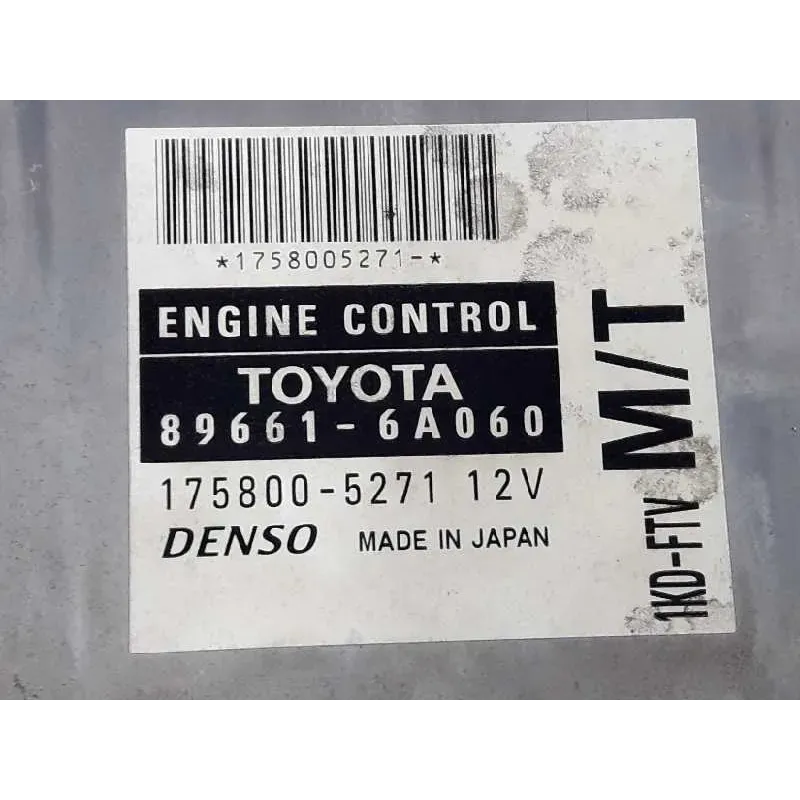 *1758005271-*
ENGINE CONTROL
TOYOTA
89661-6A060
175800-5271 12V
DENSO MADE IN JAPAN
M/T
1KD-FTV